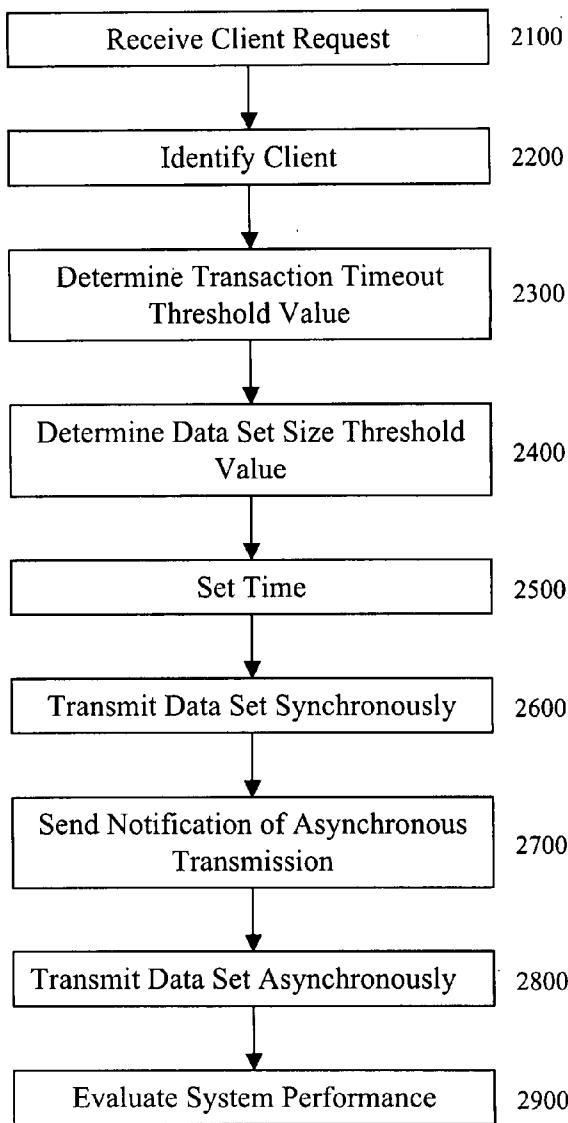 Receive Client Request 2100
Identify Client 2200
Determine Transaction Timeout
Threshold Value 2300
Determine Data Set Size Threshold
Value 2400
Set Time 2500
Transmit Data Set Synchronously 2600
Send Notification of Asynchronous
Transmission 2700
Transmit Data Set Asynchronously 2800
Evaluate System Performance 2900